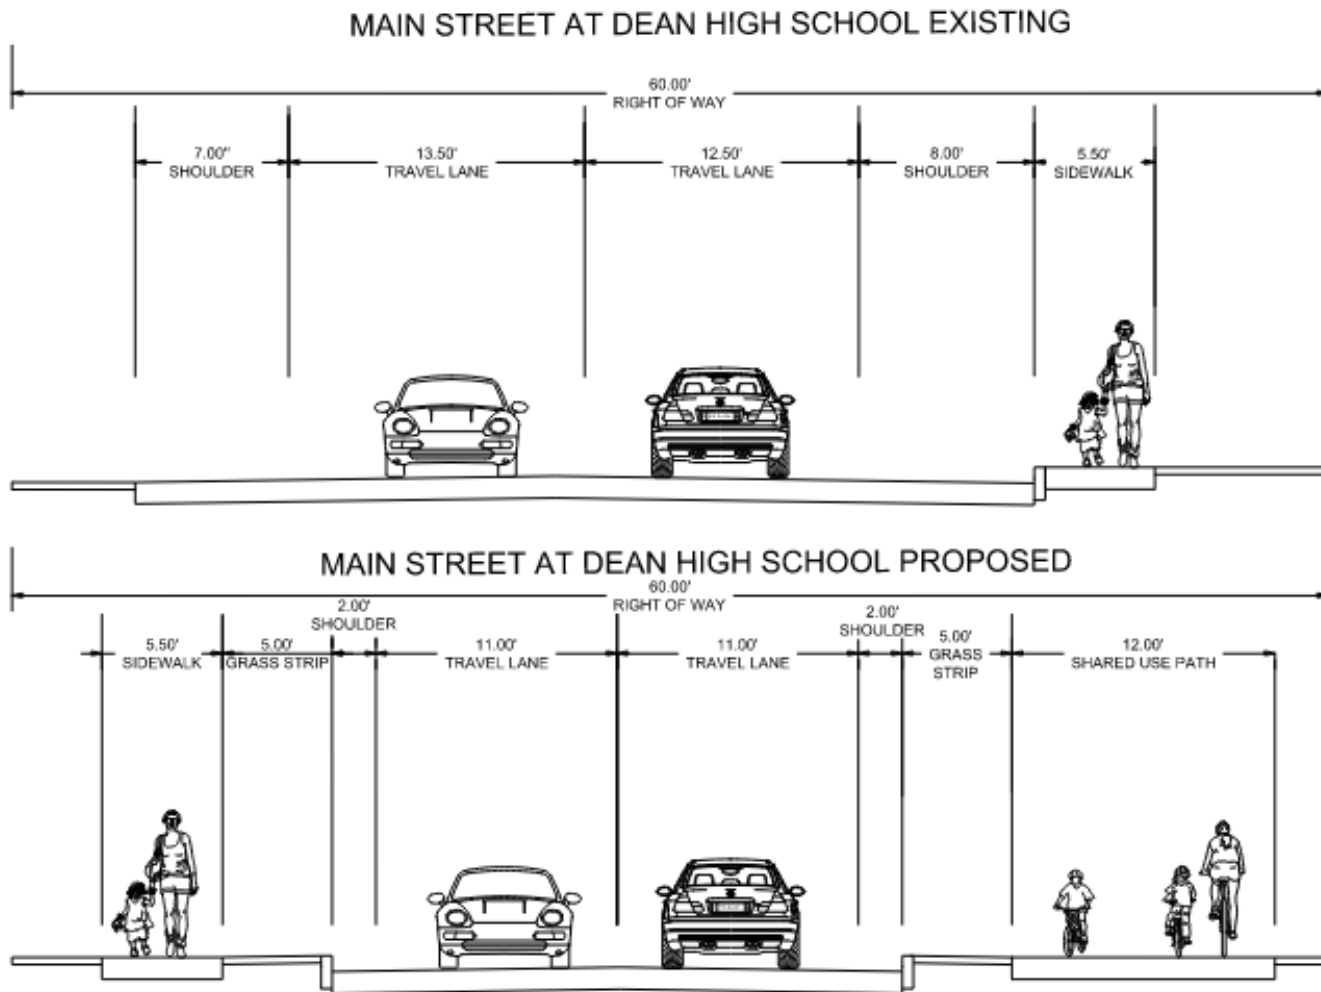 MAIN STREET AT DEAN HIGH SCHOOL EXISTING
60.00'
RIGHT OF WAY
7.00"
SHOULDER
13.50'
TRAVEL LANE
12.50'
TRAVEL LANE
8.00'
SHOULDER
5.50'
SIDEWALK
MAIN STREET AT DEAN HIGH SCHOOL PROPOSED
60.00'
RIGHT OF WAY
5.50'
SIDEWALK
5.00'
GRASS STRIP
2.00'
SHOULDER
11.00'
TRAVEL LANE
11.00'
TRAVEL LANE
2.00'
SHOULDER
5.00'
GRASS
STRIP
12.00'
SHARED USE PATH